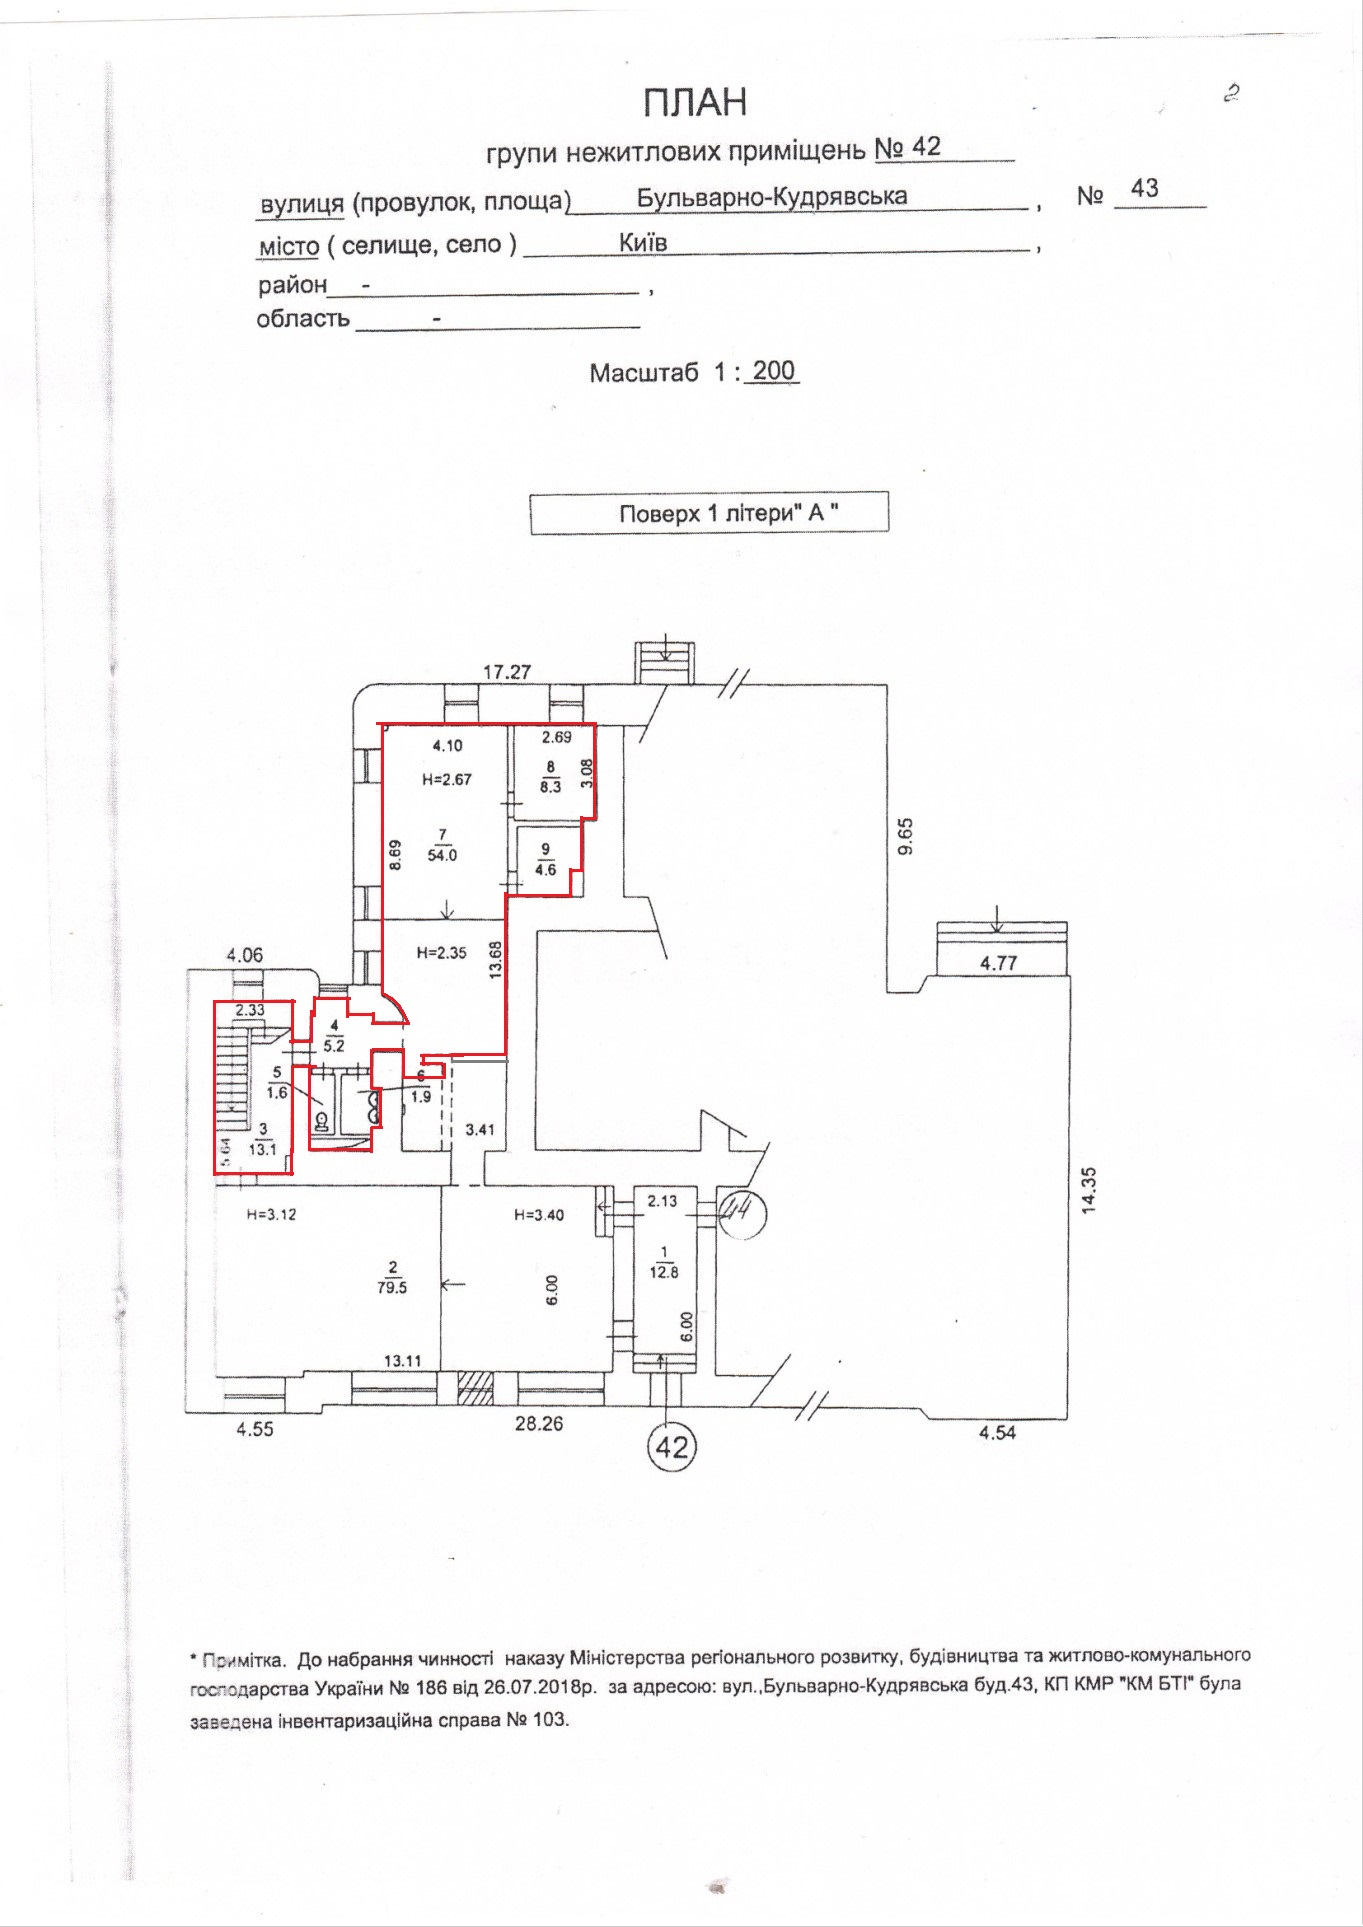 2
ПЛАН
групи нежитлових приміщень № 42
вулиця (провулок, площа) Бульварно-Кудрявська , № 43
місто ( селище, село ) Київ ,
район - ,
область -
Масштаб 1 : 200
Поверх 1 літери" А "
17.27
4.10
2.69
H=2.67
8
8.3
3.08
7
54.0
8.69
9
4.6
9.65
H=2.35
13.68
4.06
4.77
2.33
4
5.2
5
1.6
6
1.9
3
13.1
5.64
3.41
14.35
H=3.12
H=3.40
2.13
44
1
12.8
2
79.5
6.00
6.00
13.11
4.55
28.26
4.54
42
* Примітка. До набрання чинності наказу Міністерства регіонального розвитку, будівництва та житлово-комунального
господарства України № 186 від 26.07.2018р. за адресою: вул.,Бульварно-Кудрявська буд.43, КП КМР "КМ БТІ" була
заведена інвентаризаційна справа № 103.